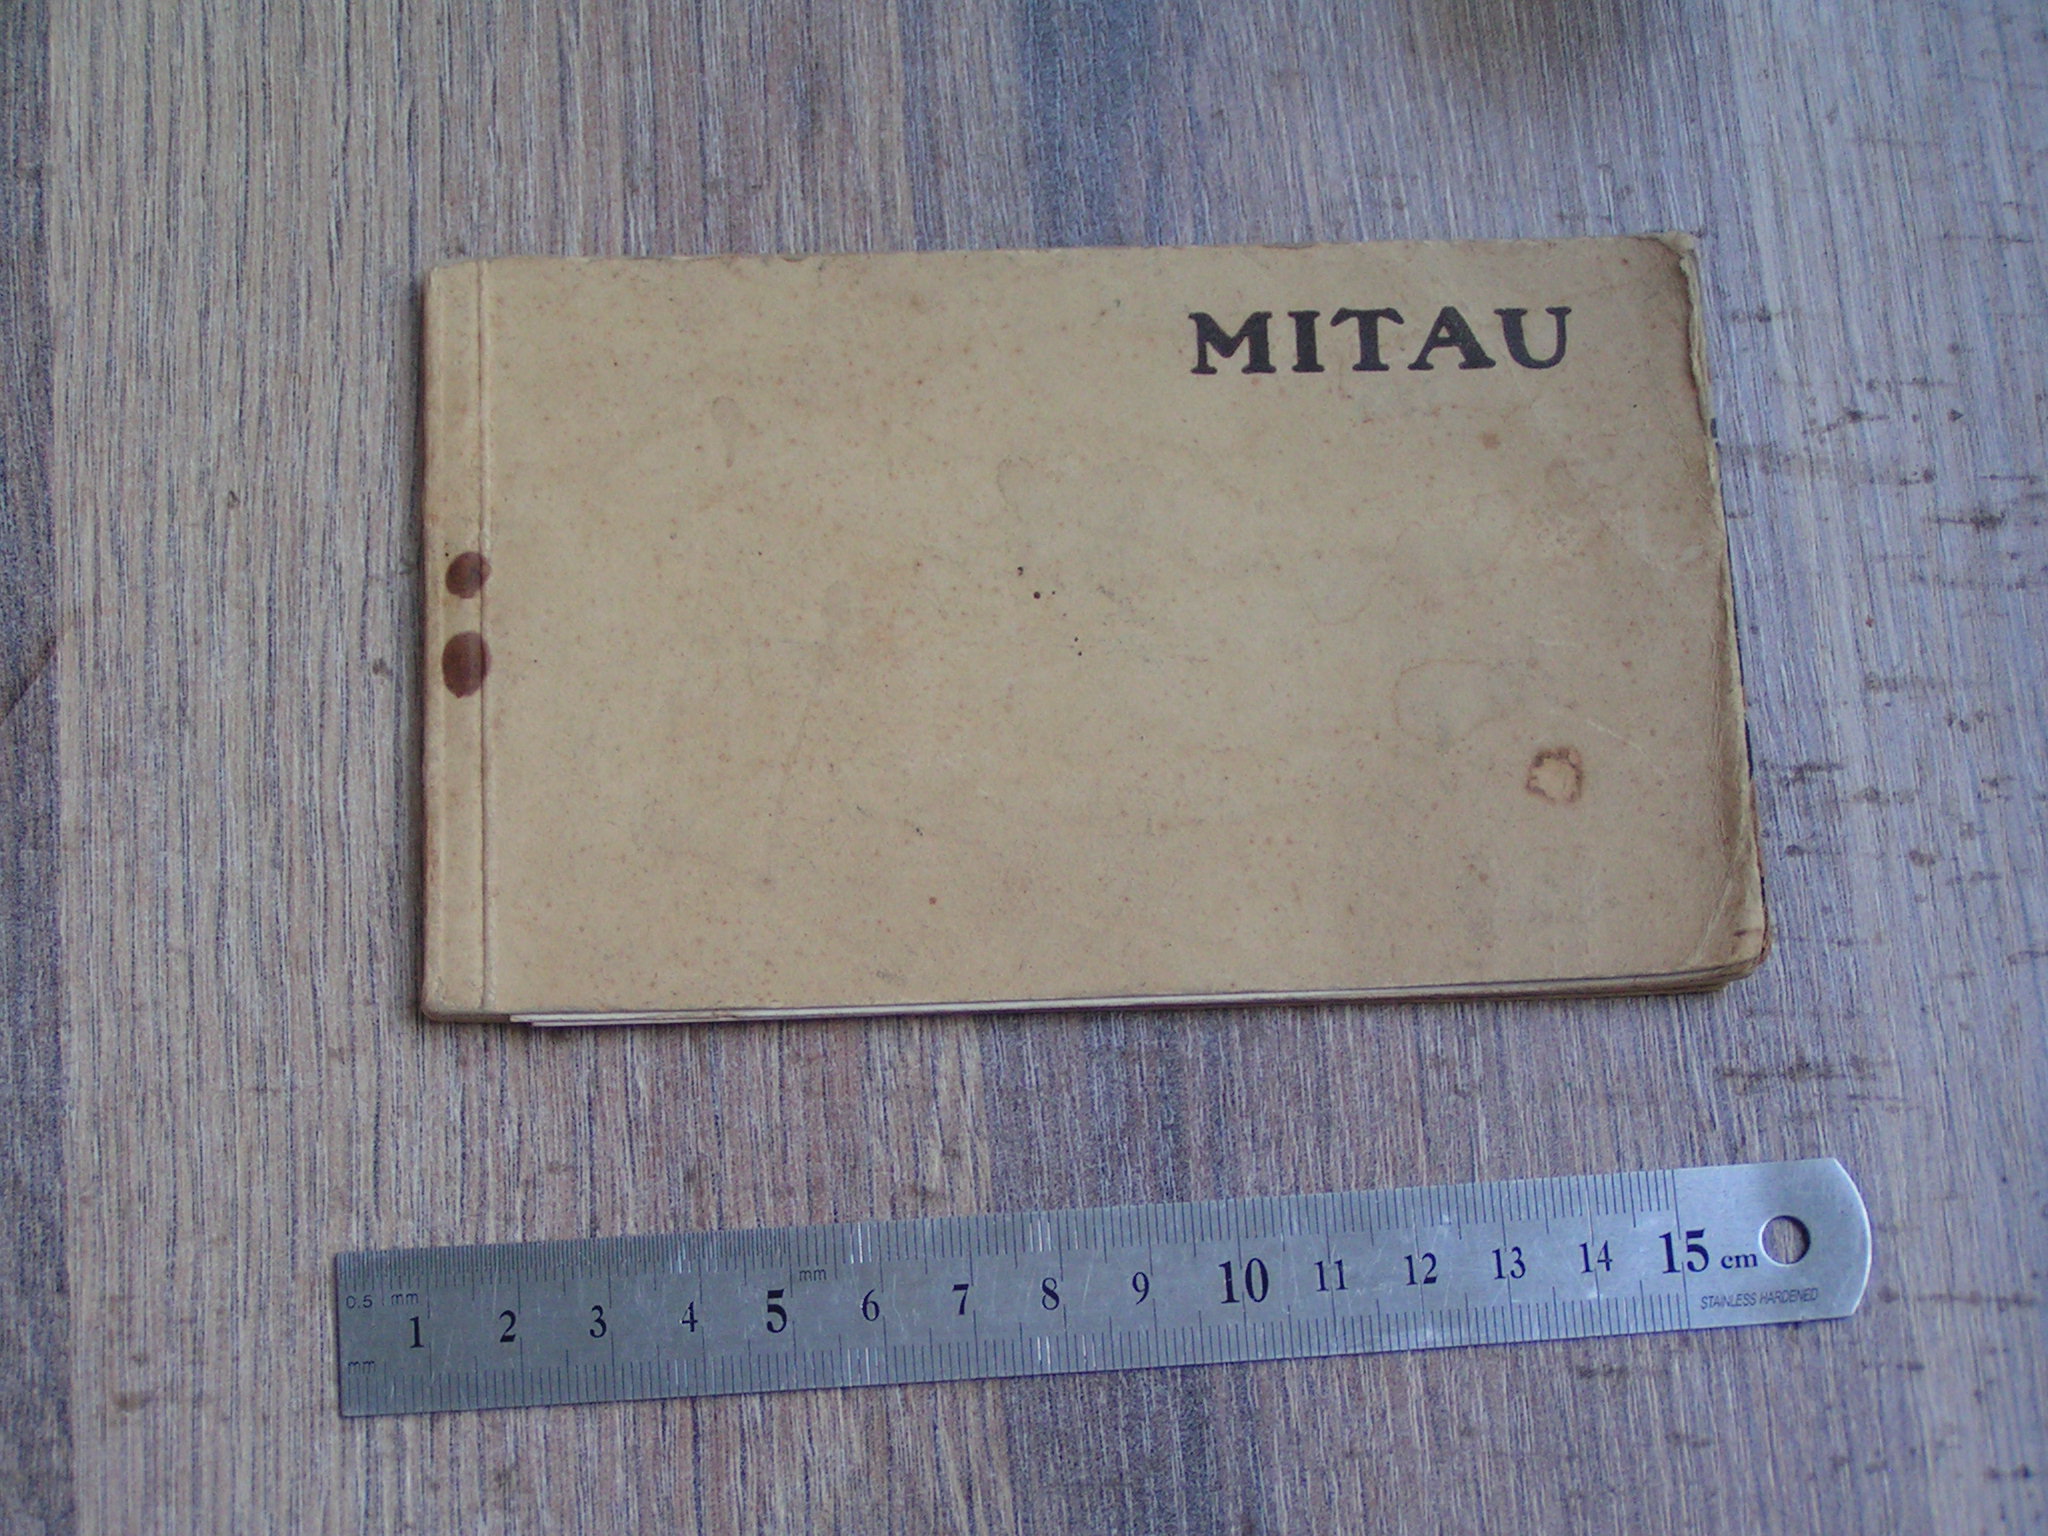 MITAU
0.5 mm
mm
1 2 3 4 5 6 7 8 9 10 11 12 13 14 15 cm
STAINLESS HARDENED
mm